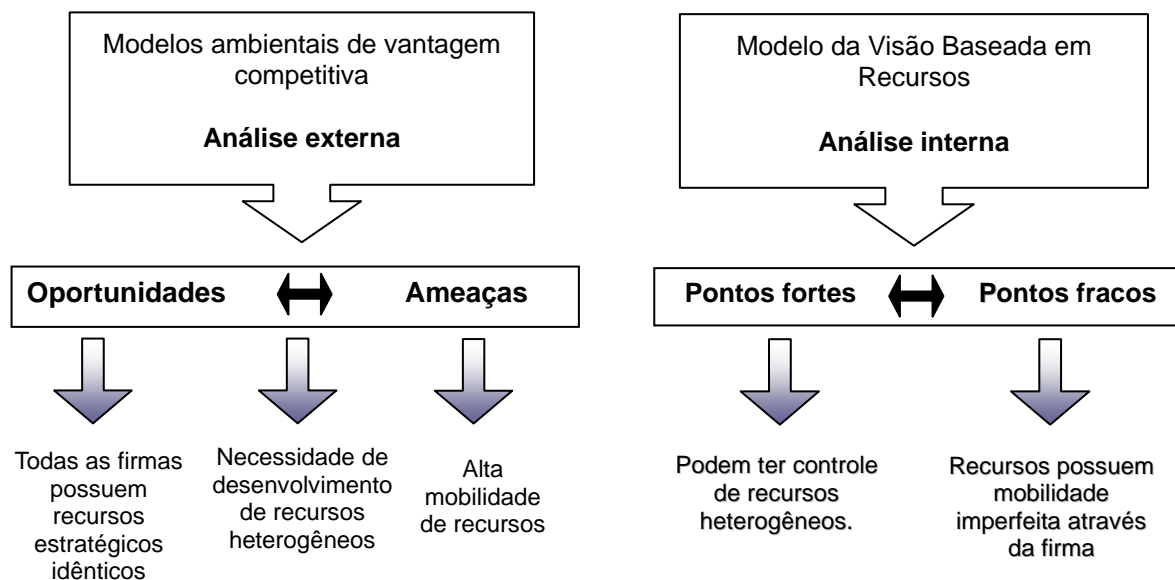 Modelos ambientais de vantagem
competitiva
Análise externa
Modelo da Visão Baseada em
Recursos
Análise interna
Oportunidades
Ameaças
Pontos fortes
Pontos fracos
Todas as firmas
possuem
recursos
estratégicos
idênticos
Necessidade de
desenvolvimento
de recursos
heterogêneos
Alta
mobilidade
de recursos
Podem ter controle
de recursos
heterogêneos.
Recursos possuem
mobilidade
imperfeita através
da firma